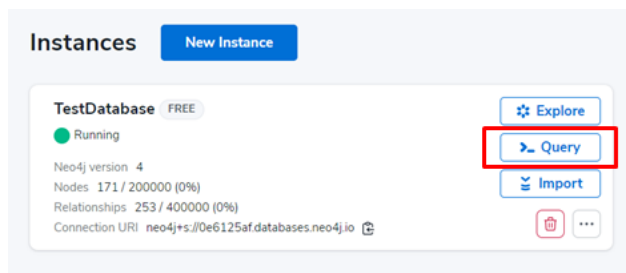 Instances
New Instance
TestDatabase FREE
Running
Neo4j version 4
Nodes 171 / 200000 (0%)
Relationships 253 / 400000 (0%)
Connection URI neo4j+s://0e6125af.databases.neo4j.io
Explore
>_ Query
Import